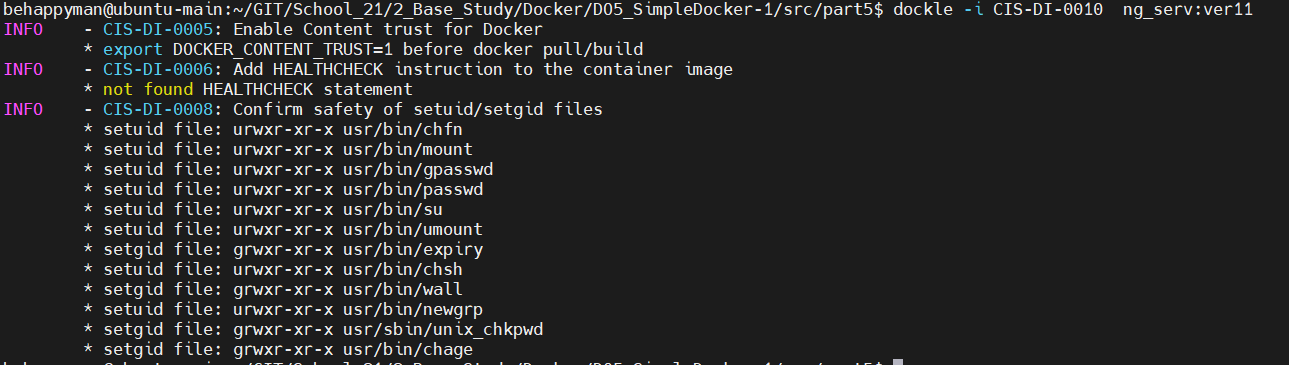 behappyman@ubuntu-main:~/GIT/School_21/2_Base_Study/Docker/DO5_SimpleDocker-1/src/part5$ dockle -i CIS-DI-0010  ng_serv:ver11
INFO    - CIS-DI-0005: Enable Content trust for Docker
        * export DOCKER_CONTENT_TRUST=1 before docker pull/build
INFO    - CIS-DI-0006: Add HEALTHCHECK instruction to the container image
        * not found HEALTHCHECK statement
INFO    - CIS-DI-0008: Confirm safety of setuid/setgid files
        * setuid file: urwxr-xr-x usr/bin/chfn
        * setuid file: urwxr-xr-x usr/bin/mount
        * setuid file: urwxr-xr-x usr/bin/gpasswd
        * setuid file: urwxr-xr-x usr/bin/passwd
        * setuid file: urwxr-xr-x usr/bin/su
        * setuid file: urwxr-xr-x usr/bin/umount
        * setgid file: grwxr-xr-x usr/bin/expiry
        * setuid file: urwxr-xr-x usr/bin/chsh
        * setgid file: grwxr-xr-x usr/bin/wall
        * setuid file: urwxr-xr-x usr/bin/newgrp
        * setgid file: grwxr-xr-x usr/sbin/unix_chkpwd
        * setgid file: grwxr-xr-x usr/bin/chage